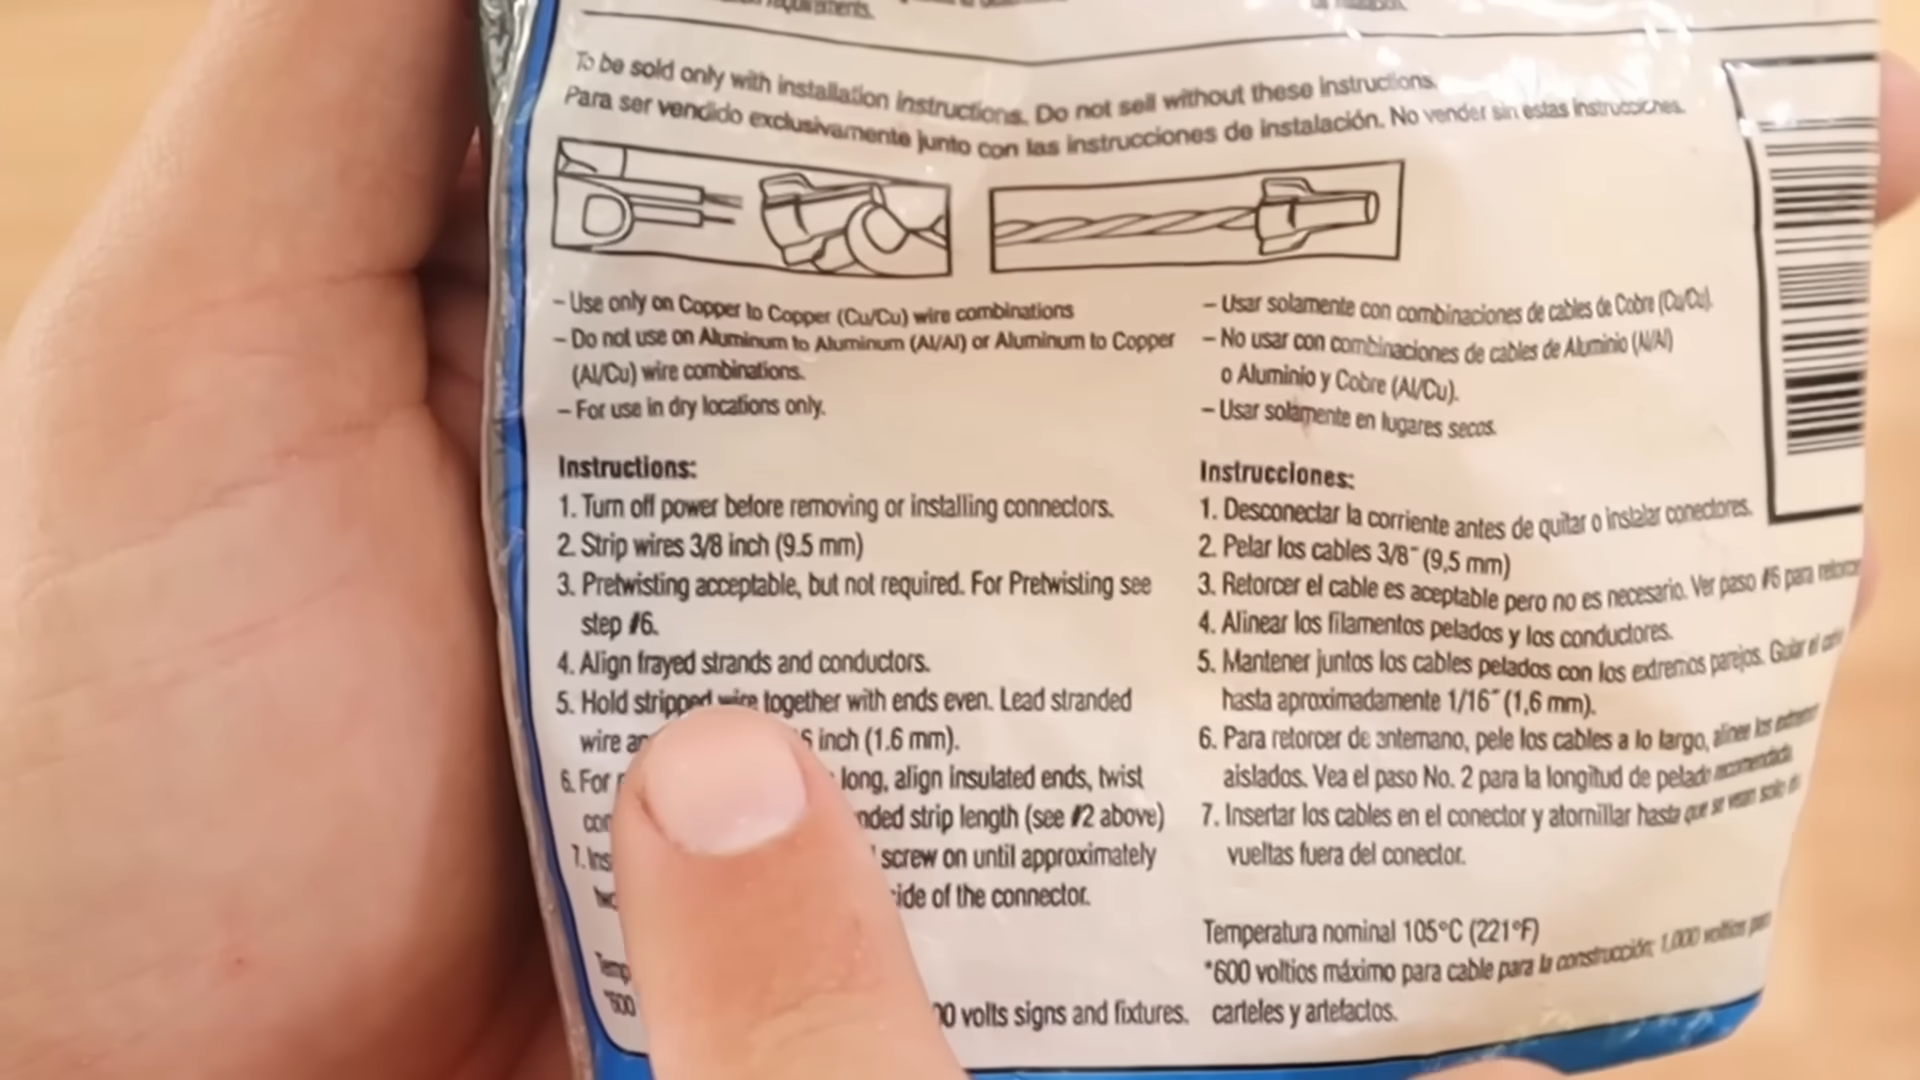 To be sold only with installation instructions. Do not sell without these instructions.
Para ser vendido exclusivamente junto con las instrucciones de instalación. No vender sin estas instrucciones.
– Use only on Copper to Copper (Cu/Cu) wire combinations
– Do not use on Aluminum to Aluminum (Al/Al) or Aluminum to Copper
(Al/Cu) wire combinations.
– For use in dry locations only.
Instructions:
1. Turn off power before removing or installing connectors.
2. Strip wires 3/8 inch (9.5 mm)
3. Pretwisting acceptable, but not required. For Pretwisting see
step #6.
4. Align frayed strands and conductors.
5. Hold stripped wire together with ends even. Lead stranded
wire inch (1.6 mm).
6. For long, align insulated ends, twist
strip length (see #2 above)
7. screw on until approximately
of the connector.
volts signs and fixtures.
– Usar solamente con combinaciones de cables de Cobre (Cu/Cu).
– No usar con combinaciones de cables de Aluminio (Al/Al)
o Aluminio y Cobre (Al/Cu).
– Usar solamente en lugares secos.
Instrucciones:
1. Desconectar la corriente antes de quitar o instalar conectores.
2. Pelar los cables 3/8" (9,5 mm)
3. Retorcer el cable es aceptable pero no es necesario. Ver paso #6 para retorcer
4. Alinear los filamentos pelados y los conductores.
5. Mantener juntos los cables pelados con los extremos parejos. Guiar el
hasta aproximadamente 1/16" (1,6 mm).
6. Para retorcer de antemano, pele los cables a lo largo, alinee los extremos
aislados. Vea el paso No. 2 para la longitud de pelado recomendada.
7. Insertar los cables en el conector y atornillar hasta que se vean solo
vueltas fuera del conector.
Temperatura nominal 105°C (221°F)
*600 voltios máximo para cable para la construcción; 1,000 voltios
carteles y artefactos.